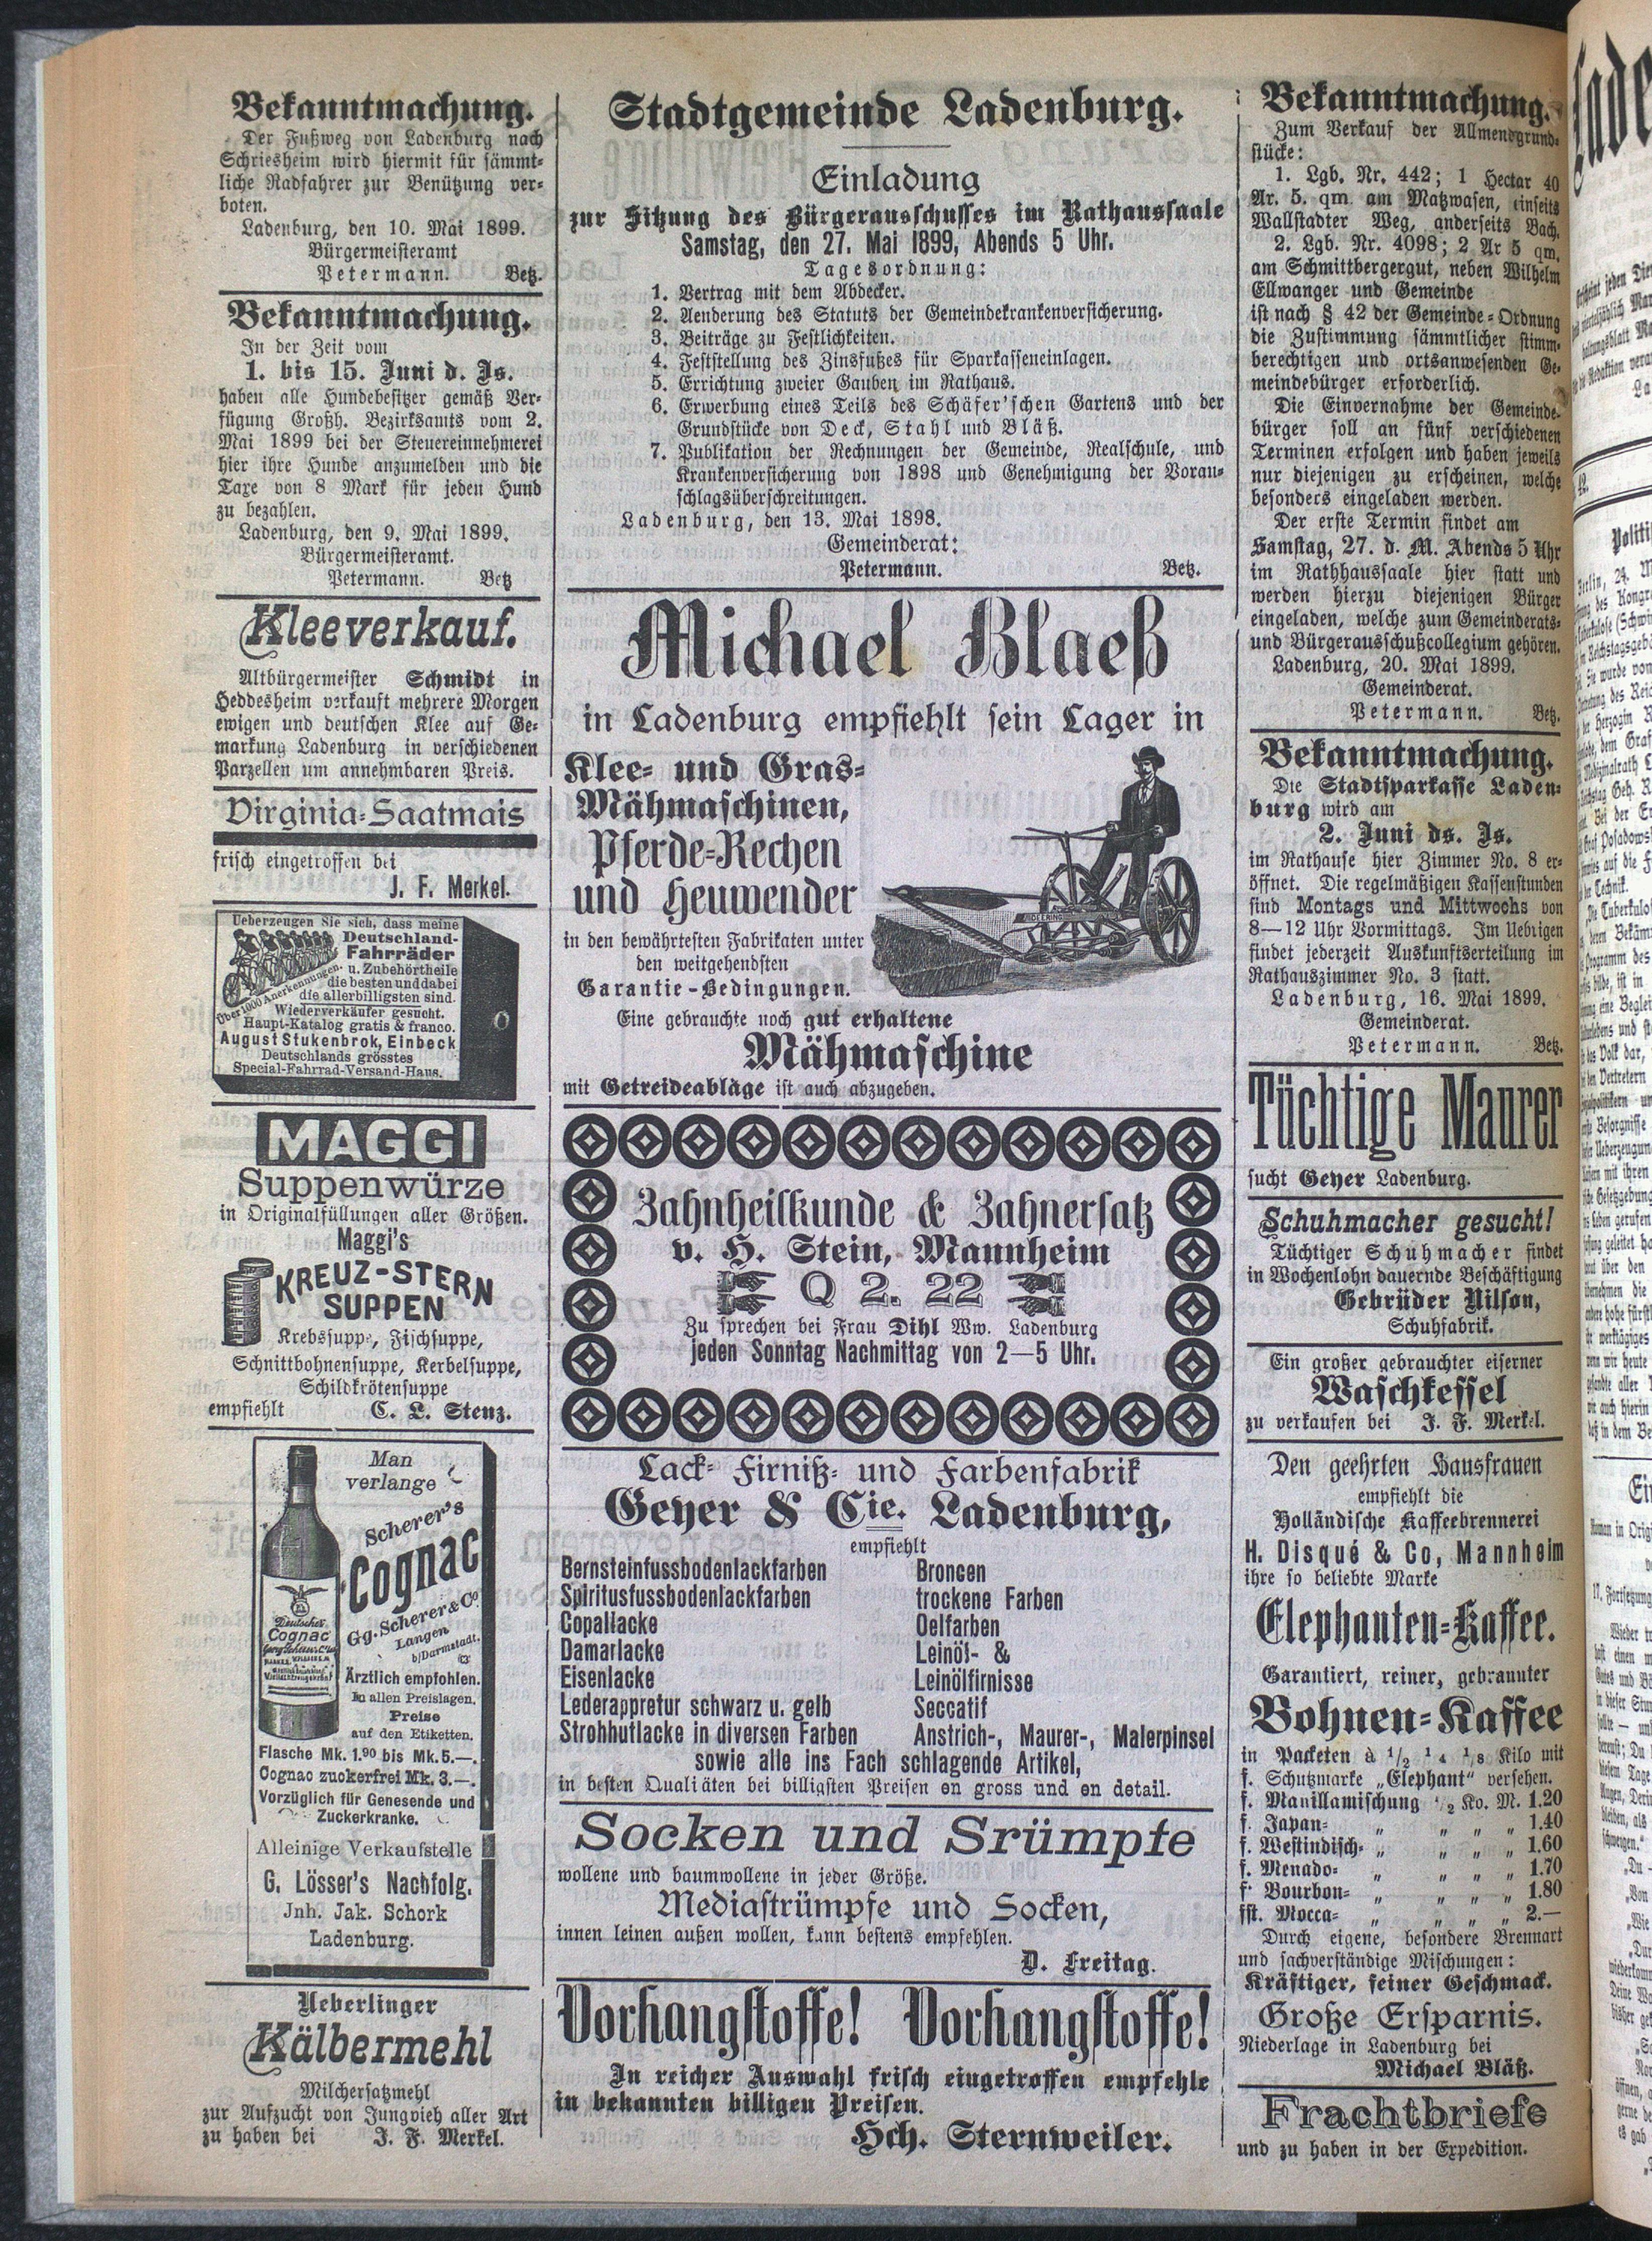 Bekanntmachung.
Der Fußweg von Ladenburg nach
Schriesheim wird hiermit für sämmt-
liche Radfahrer zur Benützung ver-
boten.
Ladenburg, den 10. Mai 1899.
Bürgermeisteramt
Petermann. Betz.
Bekanntmachung.
In der Zeit vom
1. bis 15. Juni d. Js.
haben alle Hundebesitzer gemäß Ver-
fügung Großh. Bezirksamts vom 2.
Mai 1899 bei der Steuereinnehmerei
hier ihre Hunde anzumelden und die
Taxe von 8 Mark für jeden Hund
zu bezahlen.
Ladenburg, den 9. Mai 1899.
Bürgermeisteramt.
Petermann. Betz
Kleeverkauf.
Altbürgermeister Schmidt in
Heddesheim verkauft mehrere Morgen
ewigen und deutschen Klee auf Ge-
markung Ladenburg in verschiedenen
Parzellen um annehmbaren Preis.
Virginia-Saatmais
frisch eingetroffen bei
J. F. Merkel.
Ueberzeugen Sie sich, dass meine
Deutschland-
Fahrräder
u. Zubehörtheile
die besten und dabei
die allerbilligsten sind.
Über 1000 Anerkennungen.
Wiederverkäufer gesucht.
Haupt-Katalog gratis & franco.
August Stukenbrok, Einbeck
Deutschlands grösstes
Special-Fahrrad-Versand-Haus.
MAGGI
Suppenwürze
in Originalfüllungen aller Größen.
Maggi's
KREUZ-STERN
SUPPEN
Krebssuppe, Fischsuppe,
Schnittbohnensuppe, Kerbelsuppe,
Schildkrötensuppe
empfiehlt C. L. Stenz.
Man
verlange
Scherer's
Cognac
Gg. Scherer & Co.
Langen
b/Darmstadt.
Deutscher
Cognac
Ärztlich empfohlen.
In allen Preislagen.
Preise
auf den Etiketten.
Flasche Mk. 1.90 bis Mk. 5.—.
Cognac zuckerfrei Mk. 3.—.
Vorzüglich für Genesende und
Zuckerkranke.
Alleinige Verkaufstelle
G. Lösser's Nachfolg.
Jnh. Jak. Schork
Ladenburg.
Ueberlinger
Kälbermehl
Milchersatzmehl
zur Aufzucht von Jungvieh aller Art
zu haben bei J. F. Merkel.
Stadtgemeinde Ladenburg.
Einladung
zur Sitzung des Bürgerausschusses im Rathaussaale
Samstag, den 27. Mai 1899, Abends 5 Uhr.
Tagesordnung:
1. Vertrag mit dem Abdecker.
2. Aenderung des Statuts der Gemeindekrankenversicherung.
3. Beiträge zu Festlichkeiten.
4. Feststellung des Zinsfußes für Sparkasseneinlagen.
5. Errichtung zweier Gauben im Rathaus.
6. Erwerbung eines Teils des Schäfer'schen Gartens und der
Grundstücke von Deck, Stahl und Bläß.
7. Publikation der Rechnungen der Gemeinde, Realschule, und
Krankenversicherung von 1898 und Genehmigung der Voran-
schlagsüberschreitungen.
Ladenburg, den 13. Mai 1898.
Gemeinderat:
Petermann. Betz.
Michael Blaeß
in Ladenburg empfiehlt sein Lager in
Klee- und Gras-
Mähmaschinen,
Pferde-Rechen
und Heuwender
in den bewährtesten Fabrikaten unter
den weitgehendsten
Garantie-Bedingungen.
DEERING
Eine gebrauchte noch gut erhaltene
Mähmaschine
mit Getreideabläge ist auch abzugeben.
Zahnheilkunde & Zahnersatz
v. H. Stein, Mannheim
Q 2. 22
Zu sprechen bei Frau Dihl Ww. Ladenburg
jeden Sonntag Nachmittag von 2—5 Uhr.
Lack- Firniß- und Farbenfabrik
Geyer & Cie. Ladenburg,
empfiehlt
Bernsteinfussbodenlackfarben Broncen
Spiritusfussbodenlackfarben trockene Farben
Copallacke Oelfarben
Damarlacke Leinöl- &
Eisenlacke Leinölfirnisse
Lederappretur schwarz u. gelb Seccatif
Strohhutlacke in diversen Farben Anstrich-, Maurer-, Malerpinsel
sowie alle ins Fach schlagende Artikel,
in besten Qualiäten bei billigsten Preisen en gross und en detail.
Socken und Srümpfe
wollene und baumwollene in jeder Größe.
Mediastrümpfe und Socken,
innen leinen außen wollen, kann bestens empfehlen.
D. Freitag.
Vorhangstoffe! Vorhangstoffe!
In reicher Auswahl frisch eingetroffen empfehle
in bekannten billigen Preisen.
Hch. Sternweiler.
Bekanntmachung.
Zum Verkauf der Allmendgrund-
stücke:
1. Lgb. Nr. 442; 1 Hectar 40
Ar. 5. qm. am Matzwasen, einseits
Wallstadter Weg, anderseits Bach.
2. Lgb. Nr. 4098; 2 Ar 5 qm.
am Schmittbergergut, neben Wilhelm
Ellwanger und Gemeinde
ist nach § 42 der Gemeinde-Ordnung
die Zustimmung sämmtlicher stimm-
berechtigen und ortsanwesenden Ge-
meindebürger erforderlich.
Die Einvernahme der Gemeinde-
bürger soll an fünf verschiedenen
Terminen erfolgen und haben jeweils
nur diejenigen zu erscheinen, welche
besonders eingeladen werden.
Der erste Termin findet am
Samstag, 27. d. M. Abends 5 Uhr
im Rathhaussaale hier statt und
werden hierzu diejenigen Bürger
eingeladen, welche zum Gemeinderats-
und Bürgerausschußcollegium gehören.
Ladenburg, 20. Mai 1899.
Gemeinderat.
Petermann. Betz.
Bekanntmachung.
Die Stadtsparkasse Laden-
burg wird am
2. Juni ds. Js.
im Rathause hier Zimmer No. 8 er-
öffnet. Die regelmäßigen Kassenstunden
sind Montags und Mittwochs von
8—12 Uhr Vormittags. Im Uebrigen
findet jederzeit Auskunftserteilung im
Rathauszimmer No. 3 statt.
Ladenburg, 16. Mai 1899.
Gemeinderat.
Petermann. Betz.
Tüchtige Maurer
sucht Geyer Ladenburg.
Schuhmacher gesucht!
Tüchtiger Schuhmacher findet
in Wochenlohn dauernde Beschäftigung
Gebrüder Nilson,
Schuhfabrik.
Ein großer gebrauchter eiserner
Waschkessel
zu verkaufen bei J. F. Merkel.
Den geehrten Hausfrauen
empfiehlt die
Holländische Kaffeebrennerei
H. Disqué & Co, Mannheim
ihre so beliebte Marke
Elephanten-Kaffee.
Garantiert, reiner, gebrannter
Bohnen-Kaffee
in Packeten à 1/2 1/4 1/8 Kilo mit
f. Schutzmarke „Elephant“ versehen.
f. Manillamischung 1/2 Ko. M. 1.20
f. Japan- „ „ „ „ 1.40
f. Westindisch- „ „ „ „ 1.60
f. Menado- „ „ „ „ 1.70
f. Bourbon- „ „ „ „ 1.80
fst. Mocca- „ „ „ „ 2.—
Durch eigene, besondere Brennart
und sachverständige Mischungen:
Kräftiger, feiner Geschmack.
Große Ersparnis.
Niederlage in Ladenburg bei
Michael Bläß.
Frachtbriefe
und zu haben in der Expedition.